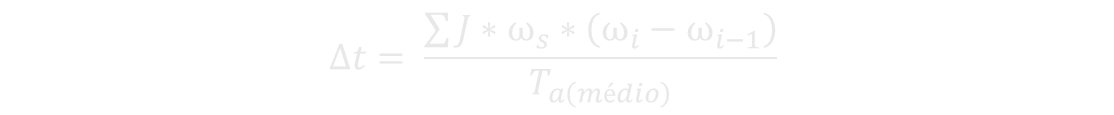 Δt = ∑J * ω_s * (ω_i − ω_{i−1}) / T_{a(médio)}